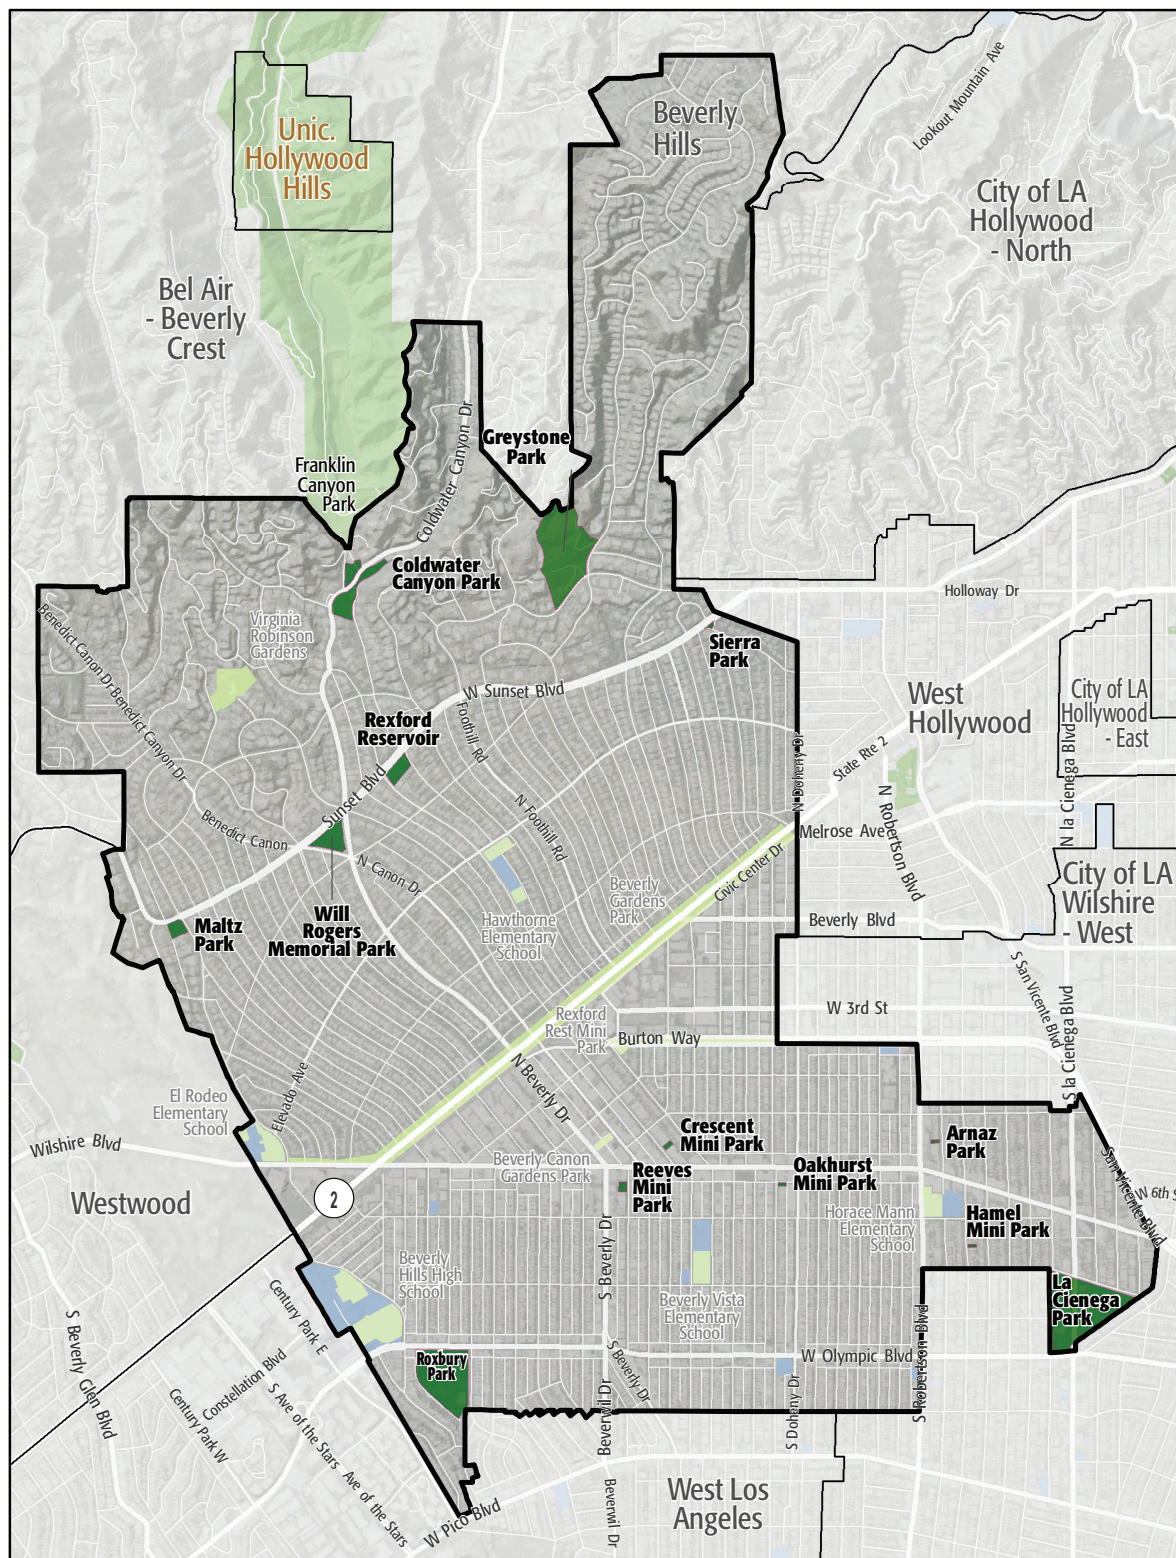 Lookout Mountain Ave
Unic.
Hollywood
Hills
Beverly
Hills
City of LA
Hollywood
- North
Bel Air
- Beverly
Crest
Coldwater Canyon Dr
Greystone
Park
Franklin
Canyon
Park
Coldwater
Canyon Park
Holloway Dr
Benedict Canon Dr
Benedict Canyon Dr
Virginia
Robinson
Gardens
Sierra
Park
W Sunset Blvd
West
Hollywood
City of LA
Hollywood
- East
Rexford
Reservoir
Foothill Rd
N Doheny Dr
State Rte 2
N la Cienega Blvd
Sunset Blvd
N Foothill Rd
N Robertson Blvd
Melrose Ave
Benedict Canon
N Canon Dr
Civic Center Dr
City of LA
Wilshire
- West
Beverly
Gardens
Park
Maltz
Park
Will
Rogers
Memorial Park
Hawthorne
Elementary
School
Beverly Blvd
S San Vicente Blvd
S la Cienega Blvd
W 3rd St
Rexford
Rest Mini
Park
Burton Way
N Beverly Dr
Elevado Ave
El Rodeo
Elementary
School
Crescent
Mini Park
Arnaz
Park
Wilshire Blvd
Beverly Canon
Gardens Park
Reeves
Mini
Park
Oakhurst
Mini Park
San Vicente Blvd
W 6th S
Westwood
2
Horace Mann
Elementary
School
Hamel
Mini Park
Beverly
Hills High
School
S Beverly Dr
Beverly Vista
Elementary
School
La
Cienega
Park
S Beverly Glen Blvd
Century Park E
Constellation Blvd
Roxbury
Park
S Beverly Dr
W Olympic Blvd
S Robertson Blvd
Century Park W
S Ave of the Stars
Ave of the Stars
Beverwil Dr
S Dohany Dr
W Pico Blvd
Beverwil Dr
West Los
Angeles